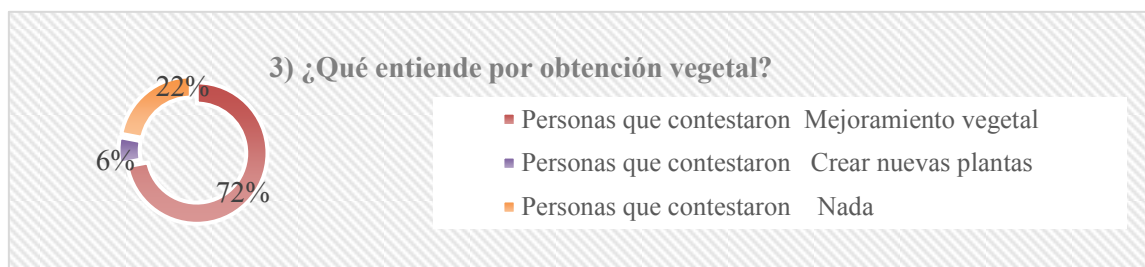 3) ¿Qué entiende por obtención vegetal?
22%
6%
72%
Personas que contestaron Mejoramiento vegetal
Personas que contestaron Crear nuevas plantas
Personas que contestaron Nada